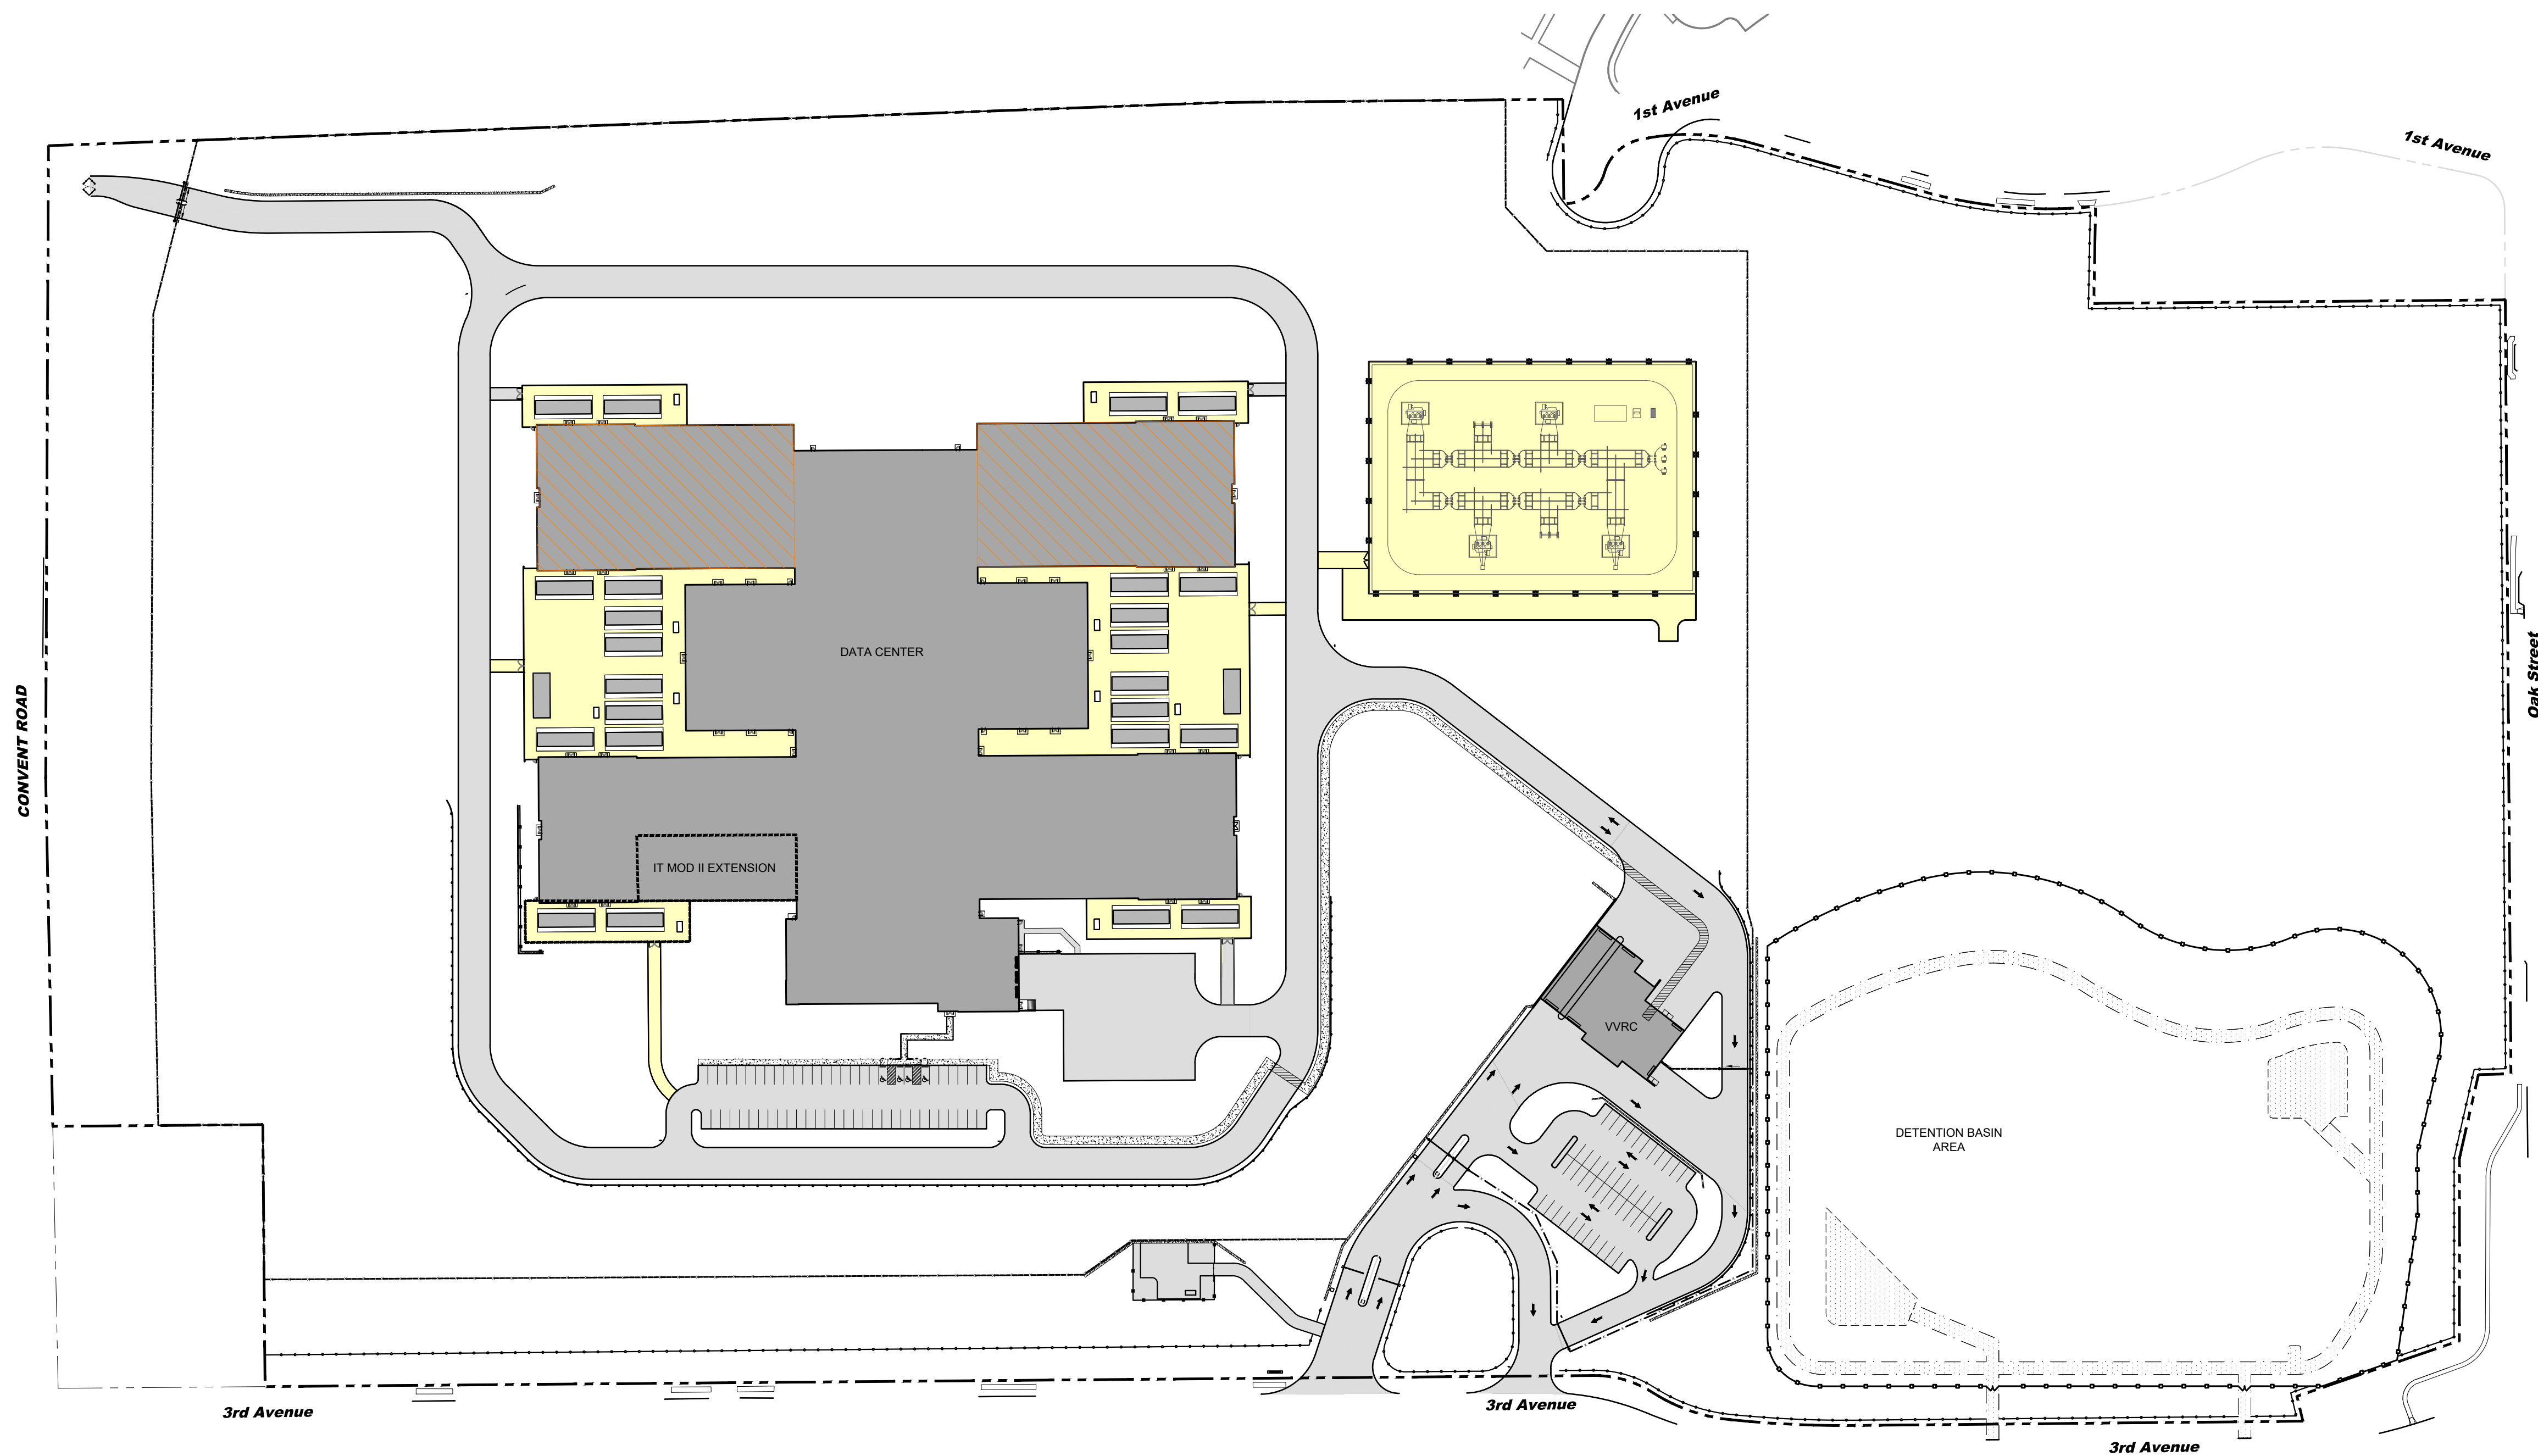 1st Avenue
1st Avenue
CONVENT ROAD
DATA CENTER
Oak Street
IT MOD II EXTENSION
VVRC
DETENTION BASIN
AREA
3rd Avenue
3rd Avenue
3rd Avenue